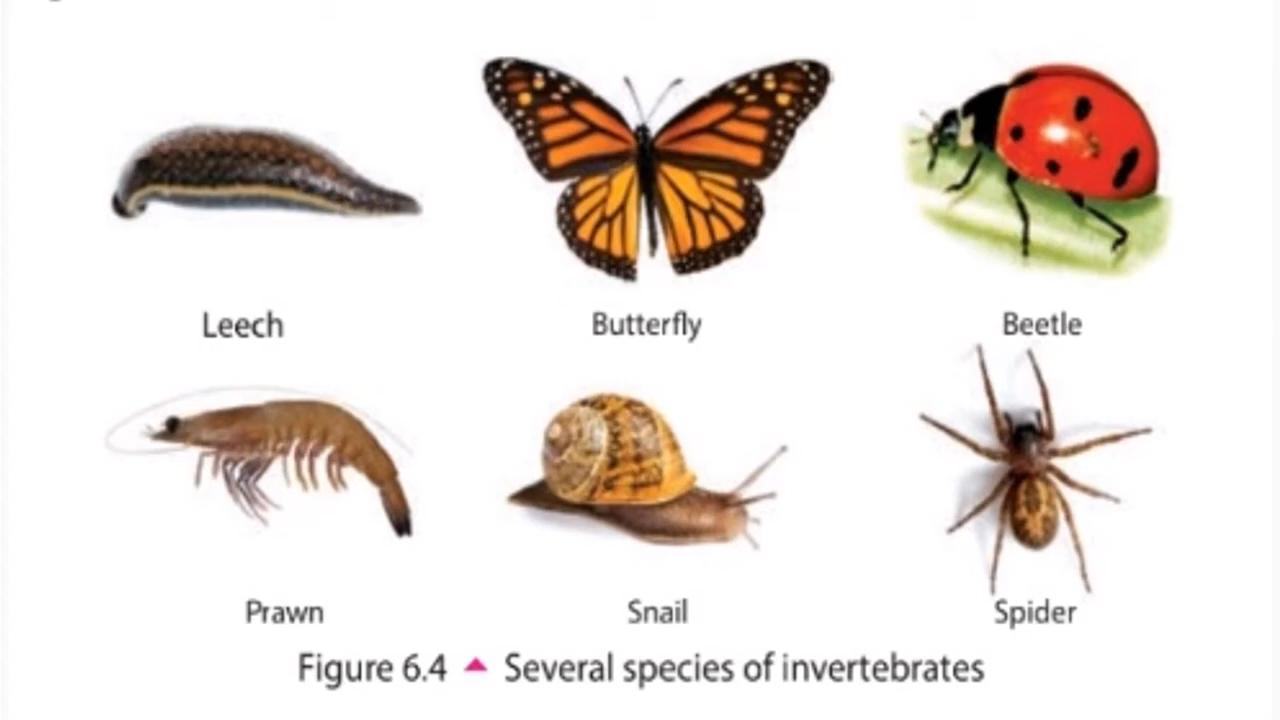 Leech Butterfly Beetle
Prawn Snail Spider
Figure 6.4 ▲ Several species of invertebrates